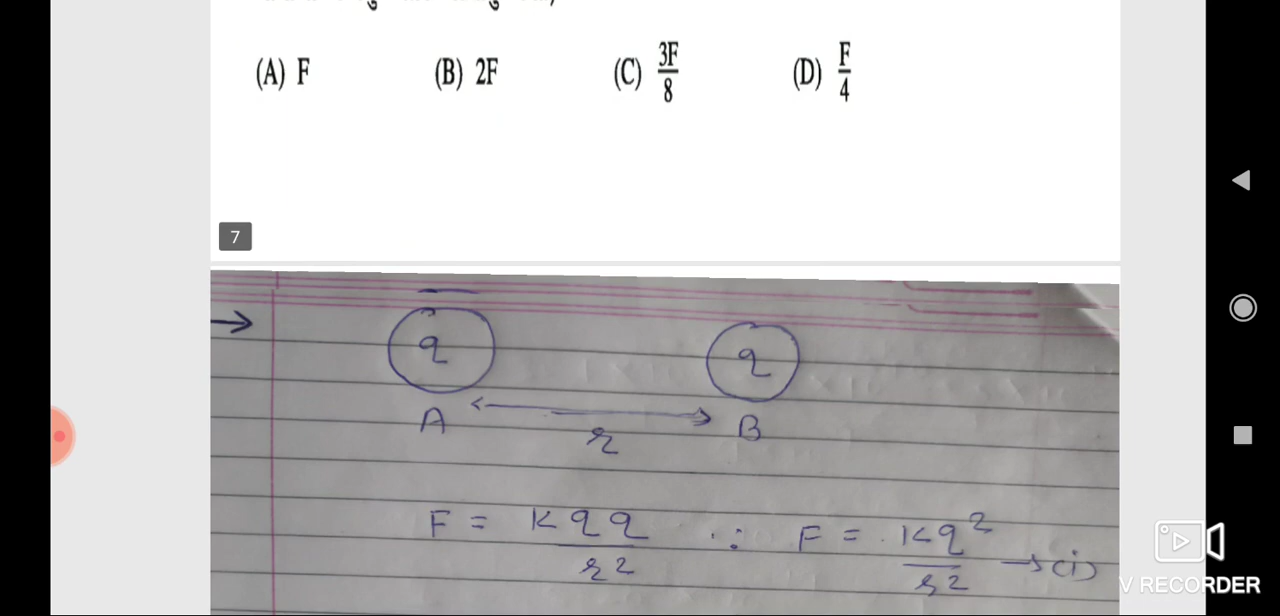 (A) F (B) 2F (C) 3F/8 (D) F/4
7
q q
A r B
F = Kqq/r² ∴ F = Kq²/r² → (i)
V RECORDER